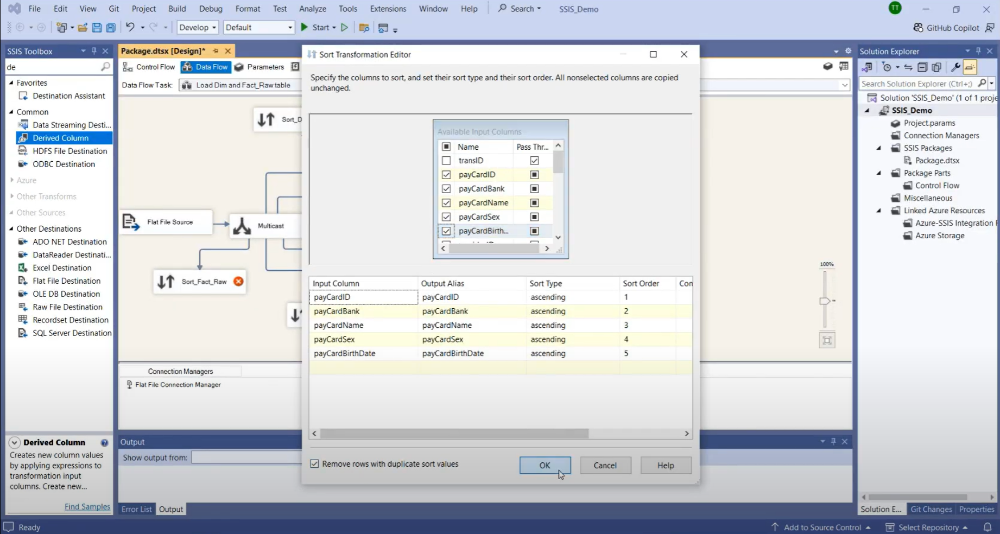 File Edit View Git Project Build Debug Format Test Analyze Tools Extensions Window Help Search SSIS_Demo TT
Develop Default Start GitHub Copilot
SSIS Toolbox
de
Favorites
Destination Assistant
Common
Data Streaming Desti...
Derived Column
HDFS File Destination
ODBC Destination
Azure
Other Transforms
Other Sources
Other Destinations
ADO NET Destination
DataReader Destinati...
Excel Destination
Flat File Destination
OLE DB Destination
Raw File Destination
Recordset Destination
SQL Server Destination
Derived Column
Creates new column values
by applying expressions to
transformation input
columns. Create new...
Find Samples
Package.dtsx [Design]*
Control Flow Data Flow Parameters
Data Flow Task: Load Dim and Fact_Raw table
Sort_D
Flat File Source
Multicast
Sort_Fact_Raw
100%
Connection Managers
Flat File Connection Manager
Output
Show output from:
Error List Output
Sort Transformation Editor
Specify the columns to sort, and set their sort type and their sort order. All nonselected columns are copied
unchanged.
Available Input Columns
Name Pass Thr...
transID
payCardID
payCardBank
payCardName
payCardSex
payCardBirth...
Input Column Output Alias Sort Type Sort Order Con
payCardID payCardID ascending 1
payCardBank payCardBank ascending 2
payCardName payCardName ascending 3
payCardSex payCardSex ascending 4
payCardBirthDate payCardBirthDate ascending 5
Remove rows with duplicate sort values
OK Cancel Help
Solution Explorer
Search Solution Explorer (Ctrl+;)
Solution 'SSIS_Demo' (1 of 1 proje
SSIS_Demo
Project.params
Connection Managers
SSIS Packages
Package.dtsx
Package Parts
Control Flow
Miscellaneous
Linked Azure Resources
Azure-SSIS Integration R
Azure Storage
Solution E... Git Changes Properties
Ready Add to Source Control Select Repository